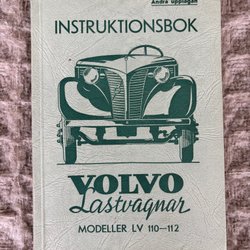 Andra upplagan
INSTRUKTIONSBOK
VOLVO
Lastvagnar
MODELLER LV 110—112